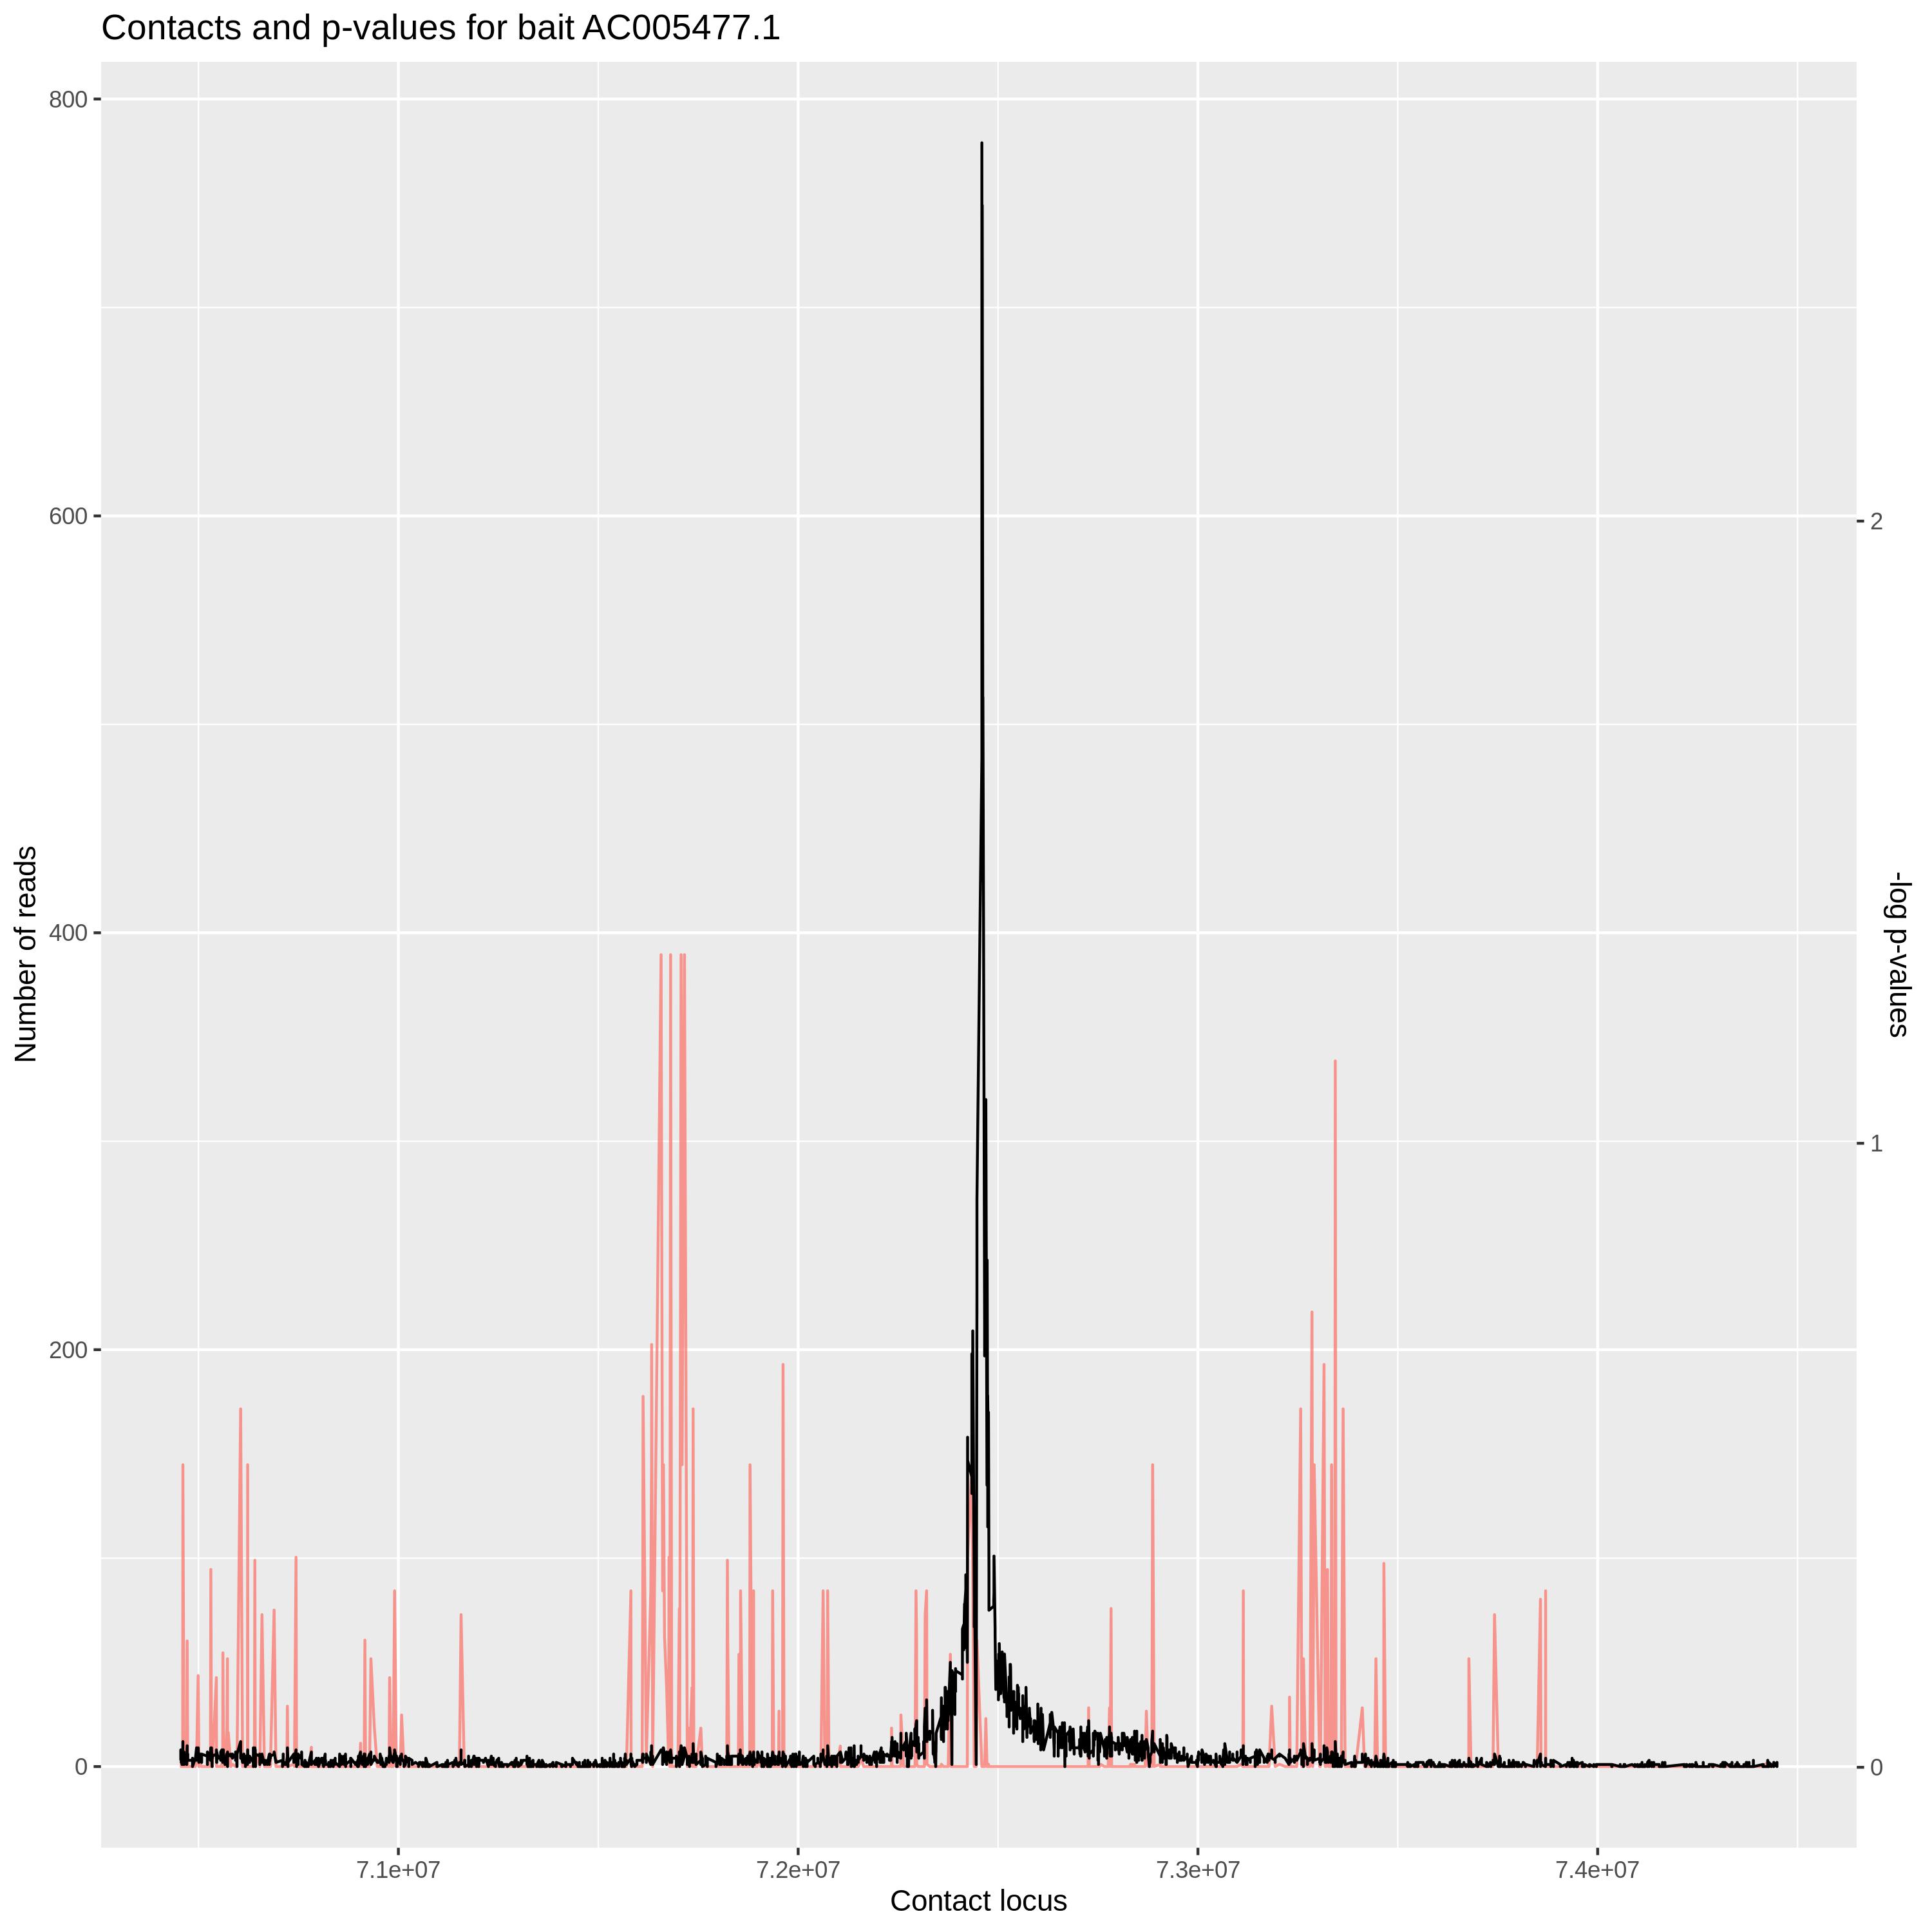 Contacts and p-values for bait AC005477.1
800
600
400
200
0
Number of reads
2
1
0
-log p-values
7.1e+07
7.2e+07
7.3e+07
7.4e+07
Contact locus